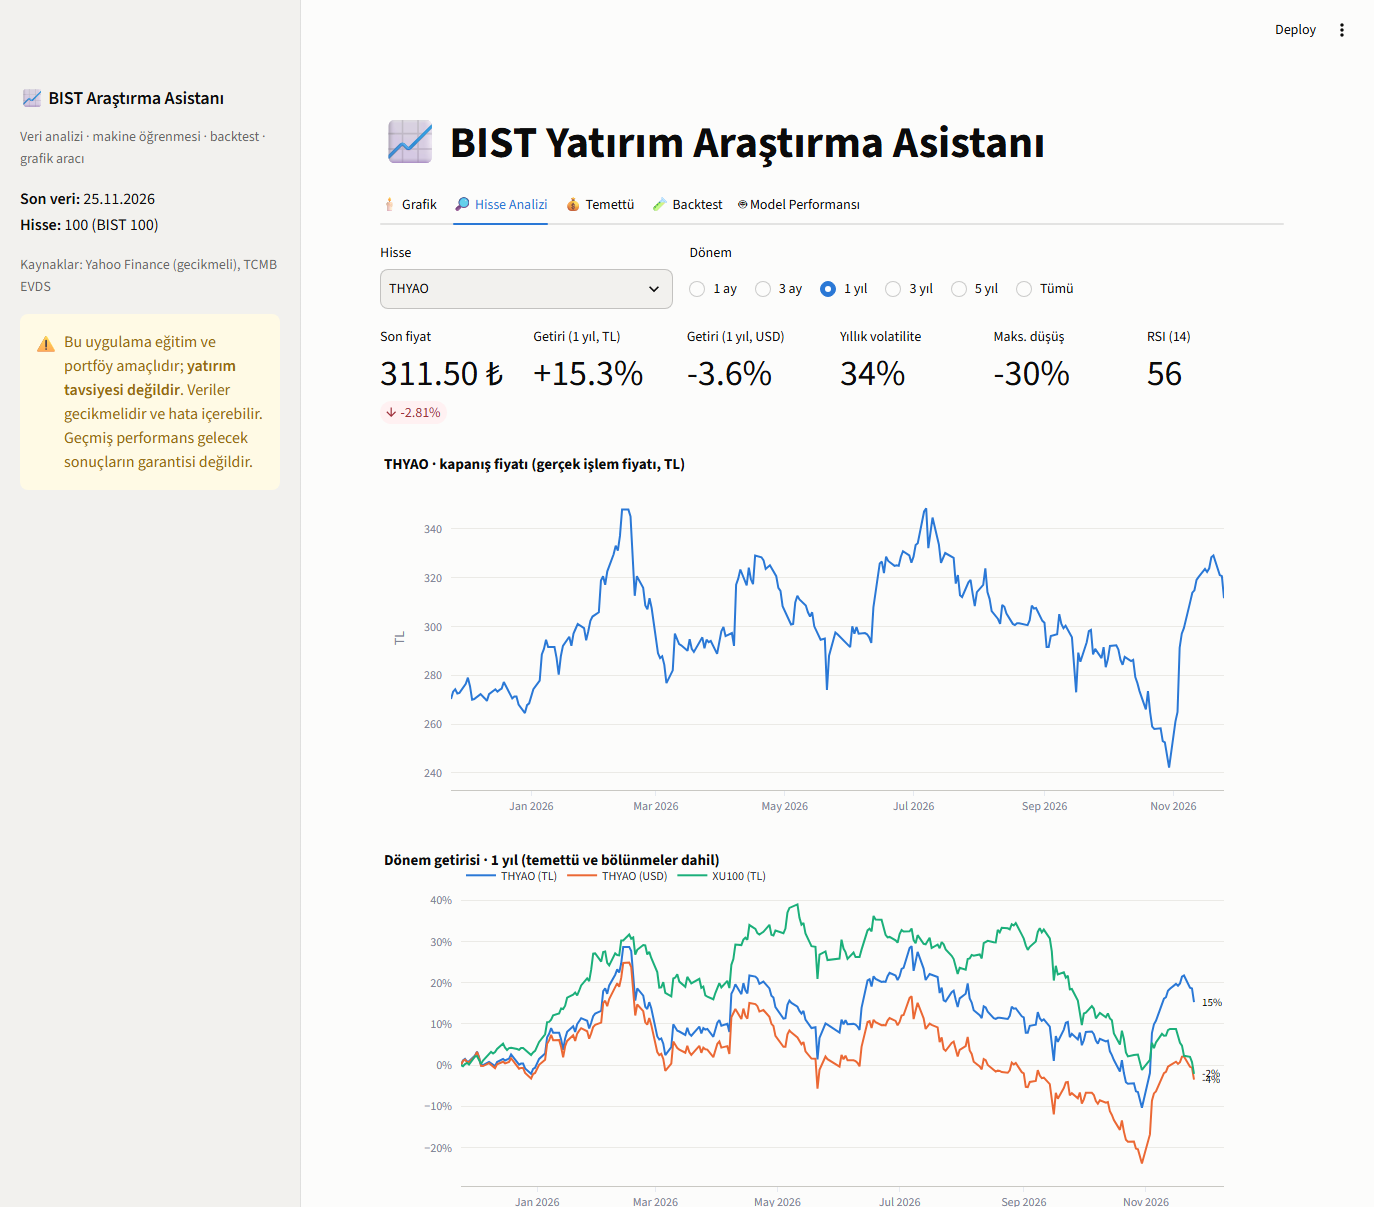 Deploy
BIST Araştırma Asistanı
Veri analizi · makine öğrenmesi · backtest ·
grafik aracı
Son veri: 25.11.2026
Hisse: 100 (BIST 100)
Kaynaklar: Yahoo Finance (gecikmeli), TCMB
EVDS
Bu uygulama eğitim ve
portföy amaçlıdır; yatırım
tavsiyesi değildir. Veriler
gecikmelidir ve hata içerebilir.
Geçmiş performans gelecek
sonuçların garantisi değildir.
BIST Yatırım Araştırma Asistanı
Grafik Hisse Analizi Temettü Backtest Model Performansı
Hisse Dönem
THYAO 1 ay 3 ay 1 yıl 3 yıl 5 yıl Tümü
Son fiyat Getiri (1 yıl, TL) Getiri (1 yıl, USD) Yıllık volatilite Maks. düşüş RSI (14)
311.50 ₺ +15.3% -3.6% 34% -30% 56
↓ -2.81%
THYAO · kapanış fiyatı (gerçek işlem fiyatı, TL)
340
320
300
TL
280
260
240
Jan 2026 Mar 2026 May 2026 Jul 2026 Sep 2026 Nov 2026
Dönem getirisi · 1 yıl (temettü ve bölünmeler dahil)
THYAO (TL) THYAO (USD) XU100 (TL)
40%
30%
20%
15%
10%
0%
-2%
-4%
−10%
−20%
Jan 2026 Mar 2026 May 2026 Jul 2026 Sep 2026 Nov 2026